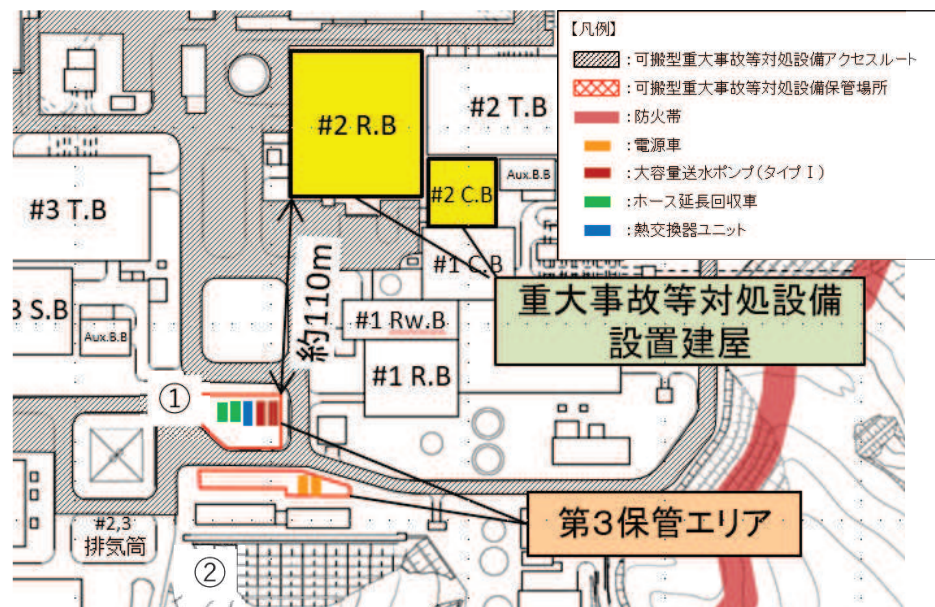 【凡例】
：可搬型重大事故等対処設備アクセスルート
：可搬型重大事故等対処設備保管場所
：防火帯
：電源車
：大容量送水ポンプ（タイプⅠ）
：ホース延長回収車
：熱交換器ユニット
#2 R.B
#2 T.B
#2 C.B
Aux.B.B
#3 T.B
#1 C.B
約110m
重大事故等対処設備
設置建屋
3 S.B
Aux.B.B
#1 Rw.B
#1 R.B
①
第3保管エリア
#2,3
排気筒
②